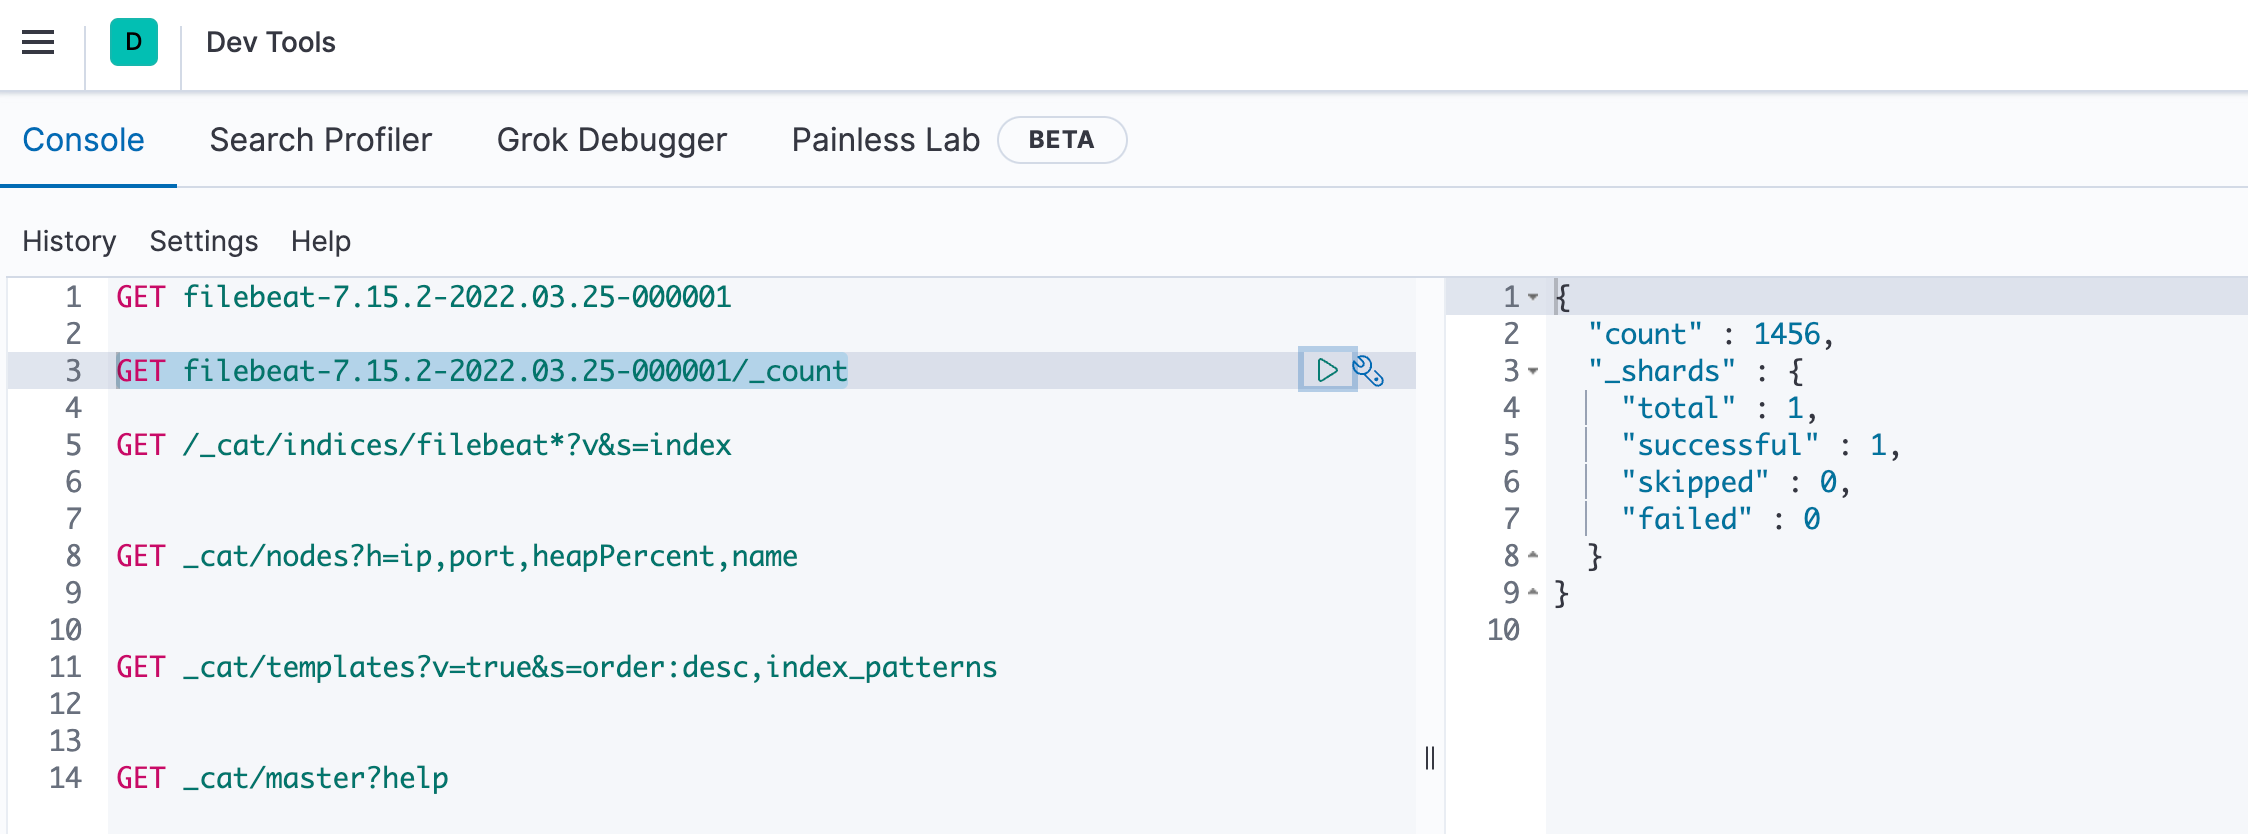 D Dev Tools
Console Search Profiler Grok Debugger Painless Lab BETA
History Settings Help
1 GET filebeat-7.15.2-2022.03.25-000001
2
3 GET filebeat-7.15.2-2022.03.25-000001/_count
4
5 GET /_cat/indices/filebeat*?v&s=index
6
7
8 GET _cat/nodes?h=ip,port,heapPercent,name
9
10
11 GET _cat/templates?v=true&s=order:desc,index_patterns
12
13
14 GET _cat/master?help
1 {
2 "count" : 1456,
3 "_shards" : {
4 "total" : 1,
5 "successful" : 1,
6 "skipped" : 0,
7 "failed" : 0
8 }
9 }
10